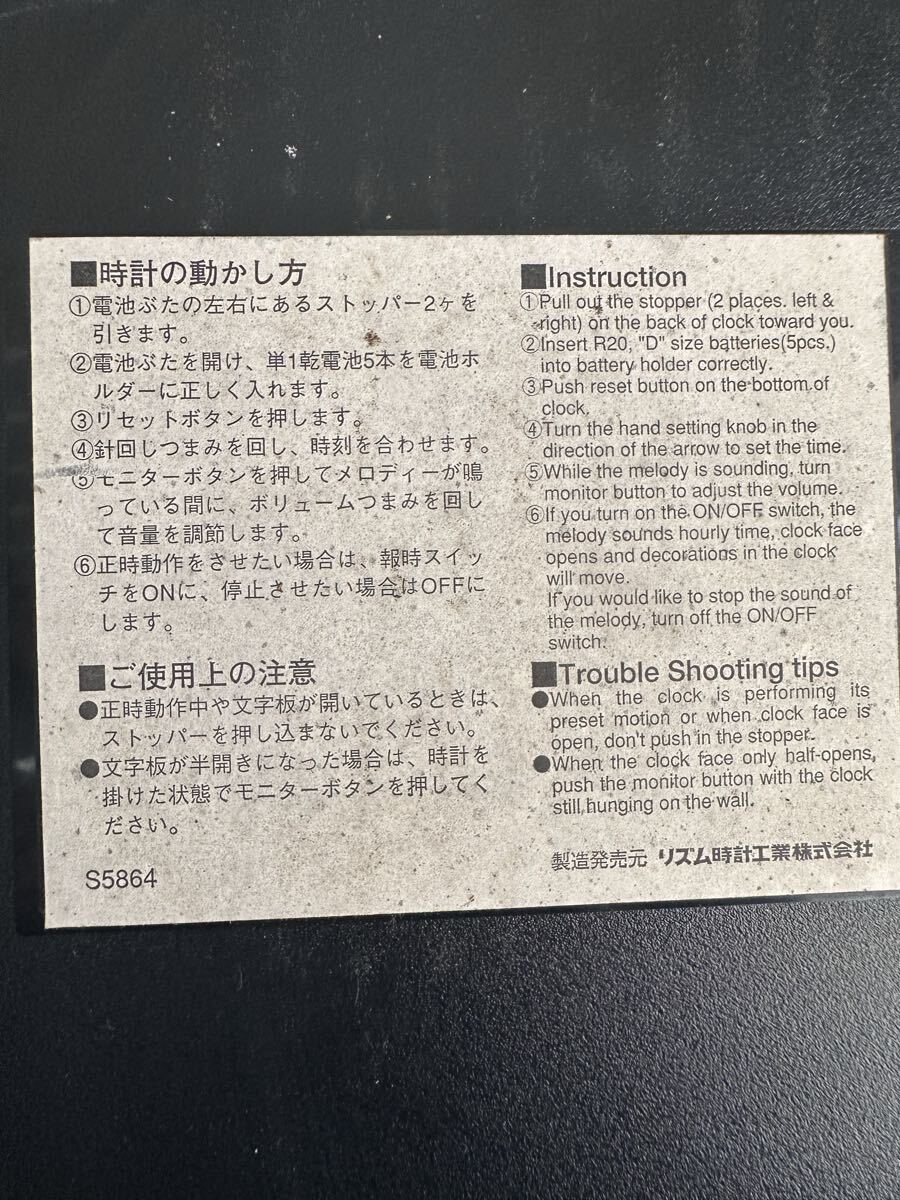 ■時計の動かし方
①電池ぶたの左右にあるストッパー2ヶを
引きます。
②電池ぶたを開け、単1乾電池5本を電池ホ
ルダーに正しく入れます。
③リセットボタンを押します。
④針回しつまみを回し、時刻を合わせます。
⑤モニターボタンを押してメロディーが鳴
っている間に、ボリュームつまみを回し
て音量を調節します。
⑥正時動作をさせたい場合は、報時スイッ
チをONに、停止させたい場合はOFFに
します。
■ご使用上の注意
●正時動作中や文字板が開いているときは、
ストッパーを押し込まないでください。
●文字板が半開きになった場合は、時計を
掛けた状態でモニターボタンを押してく
ださい。
S5864
■Instruction
①Pull out the stopper (2 places. left &
right) on the back of clock toward you.
②Insert R20, "D" size batteries(5pcs.)
into battery holder correctly.
③Push reset button on the bottom of
clock.
④Turn the hand setting knob in the
direction of the arrow to set the time.
⑤While the melody is sounding, turn
monitor button to adjust the volume.
⑥If you turn on the ON/OFF switch, the
melody sounds hourly time, clock face
opens and decorations in the clock
will move.
If you would like to stop the sound of
the melody, turn off the ON/OFF
switch.
■Trouble Shooting tips
●When the clock is performing its
preset motion or when clock face is
open, don't push in the stopper.
●When the clock face only half-opens,
push the monitor button with the clock
still hunging on the wall.
製造発売元 リズム時計工業株式会社